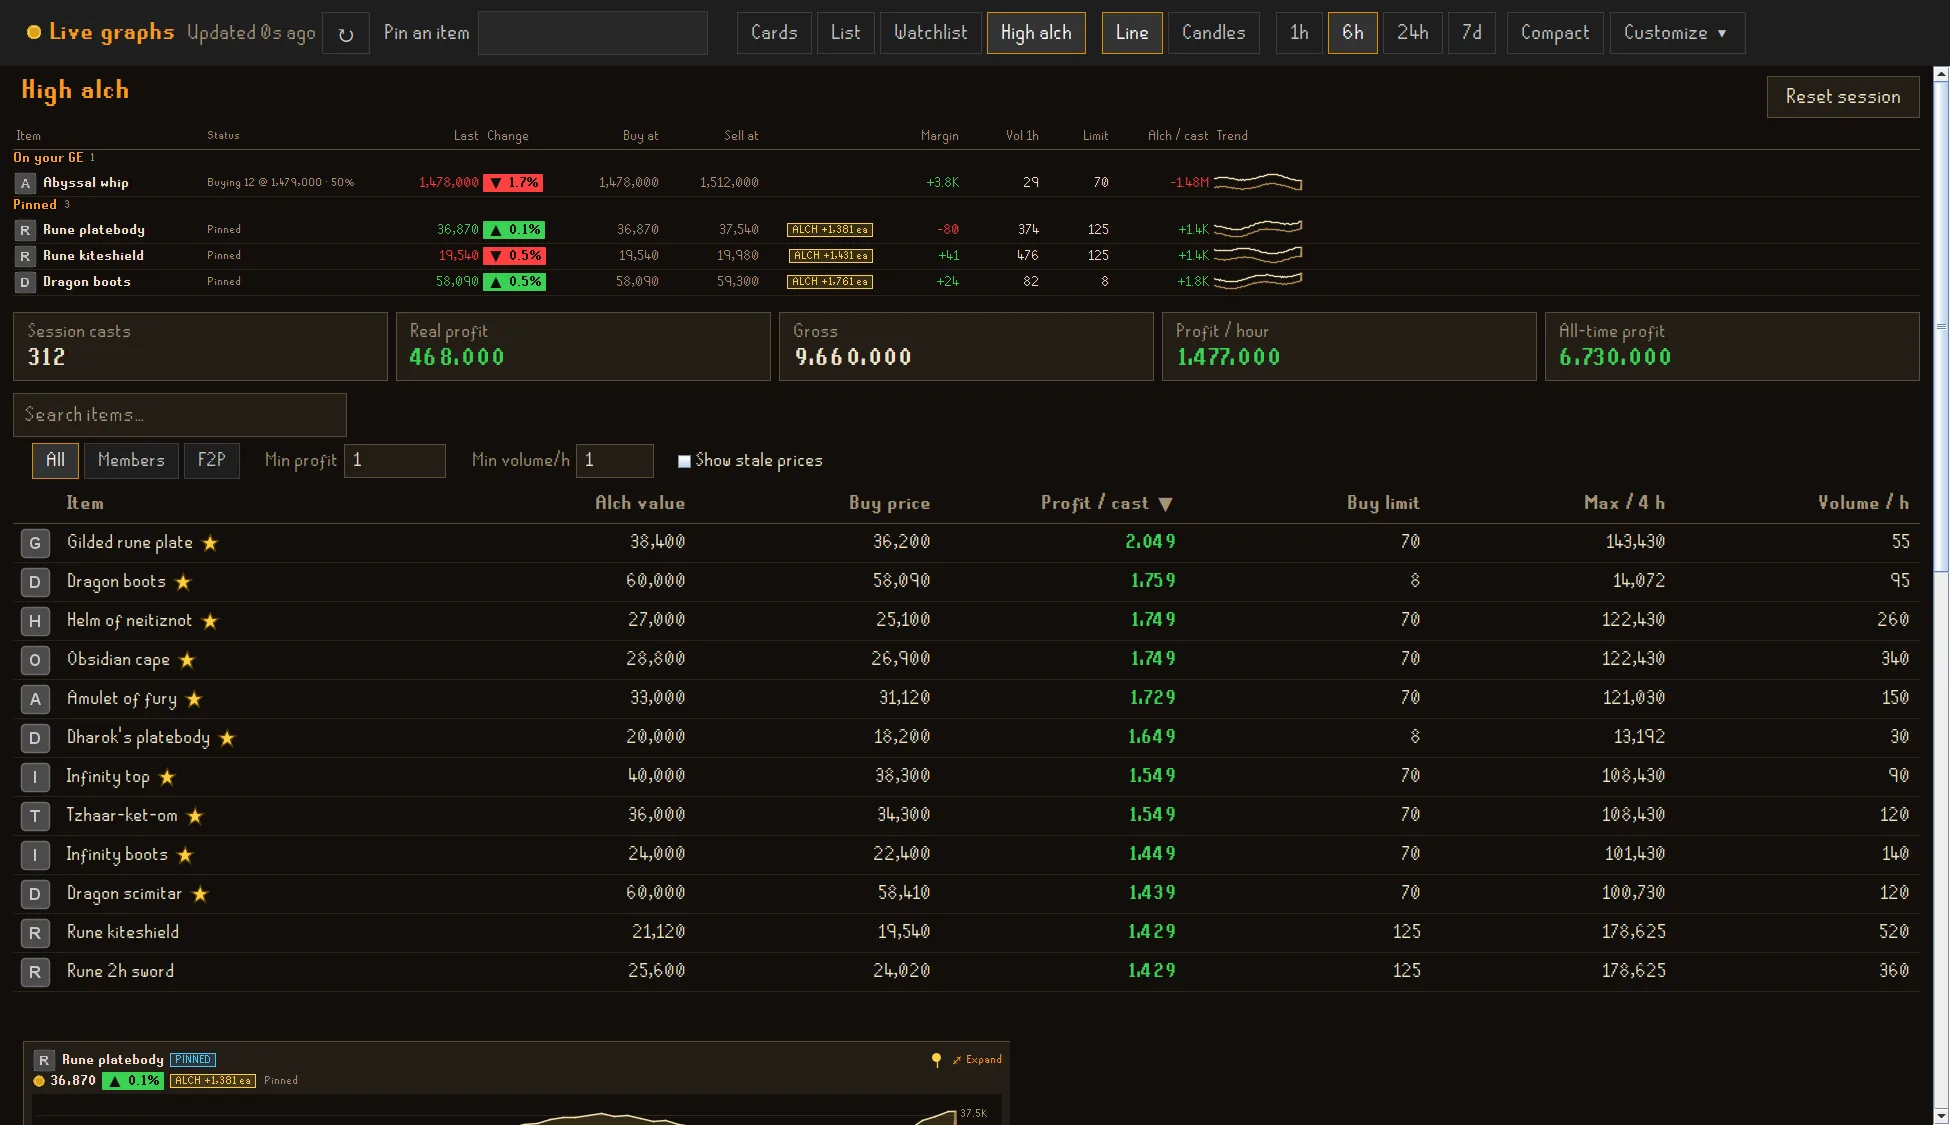 Live graphs Updated 0s ago ↻ Pin an item Cards List Watchlist High alch Line Candles 1h 6h 24h 7d Compact Customize ▼
High alch Reset session
Item Status Last Change Buy at Sell at Margin Vol 1h Limit Alch / cast Trend
On your GE 1
A Abyssal whip Buying 12 @ 1,479,000 · 50% 1,478,000 ▼ 1.7% 1,478,000 1,512,000 +3.8K 29 70 -1.48M
Pinned 3
R Rune platebody Pinned 36,870 ▲ 0.1% 36,870 37,540 ALCH +1,381 ea -80 374 125 +1.4K
R Rune kiteshield Pinned 19,540 ▼ 0.5% 19,540 19,980 ALCH +1,431 ea +41 476 125 +1.4K
D Dragon boots Pinned 58,090 ▲ 0.5% 58,090 59,300 ALCH +1,761 ea +24 82 8 +1.8K
Session casts Real profit Gross Profit / hour All-time profit
312 468,000 9,660,000 1,477,000 6,730,000
Search items...
All Members F2P Min profit 1 Min volume/h 1 Show stale prices
Item Alch value Buy price Profit / cast ▼ Buy limit Max / 4 h Volume / h
G Gilded rune plate ★ 38,400 36,200 2,049 70 143,430 55
D Dragon boots ★ 60,000 58,090 1,759 8 14,072 95
H Helm of neitiznot ★ 27,000 25,100 1,749 70 122,430 260
O Obsidian cape ★ 28,800 26,900 1,749 70 122,430 340
A Amulet of fury ★ 33,000 31,120 1,729 70 121,030 150
D Dharok's platebody ★ 20,000 18,200 1,649 8 13,192 30
I Infinity top ★ 40,000 38,300 1,549 70 108,430 90
T Tzhaar-ket-om ★ 36,000 34,300 1,549 70 108,430 120
I Infinity boots ★ 24,000 22,400 1,449 70 101,430 140
D Dragon scimitar ★ 60,000 58,410 1,439 70 100,730 120
R Rune kiteshield 21,120 19,540 1,429 125 178,625 520
R Rune 2h sword 25,600 24,020 1,429 125 178,625 360
R Rune platebody PINNED Expand
36,870 ▲ 0.1% ALCH +1,381 ea Pinned
37.5K